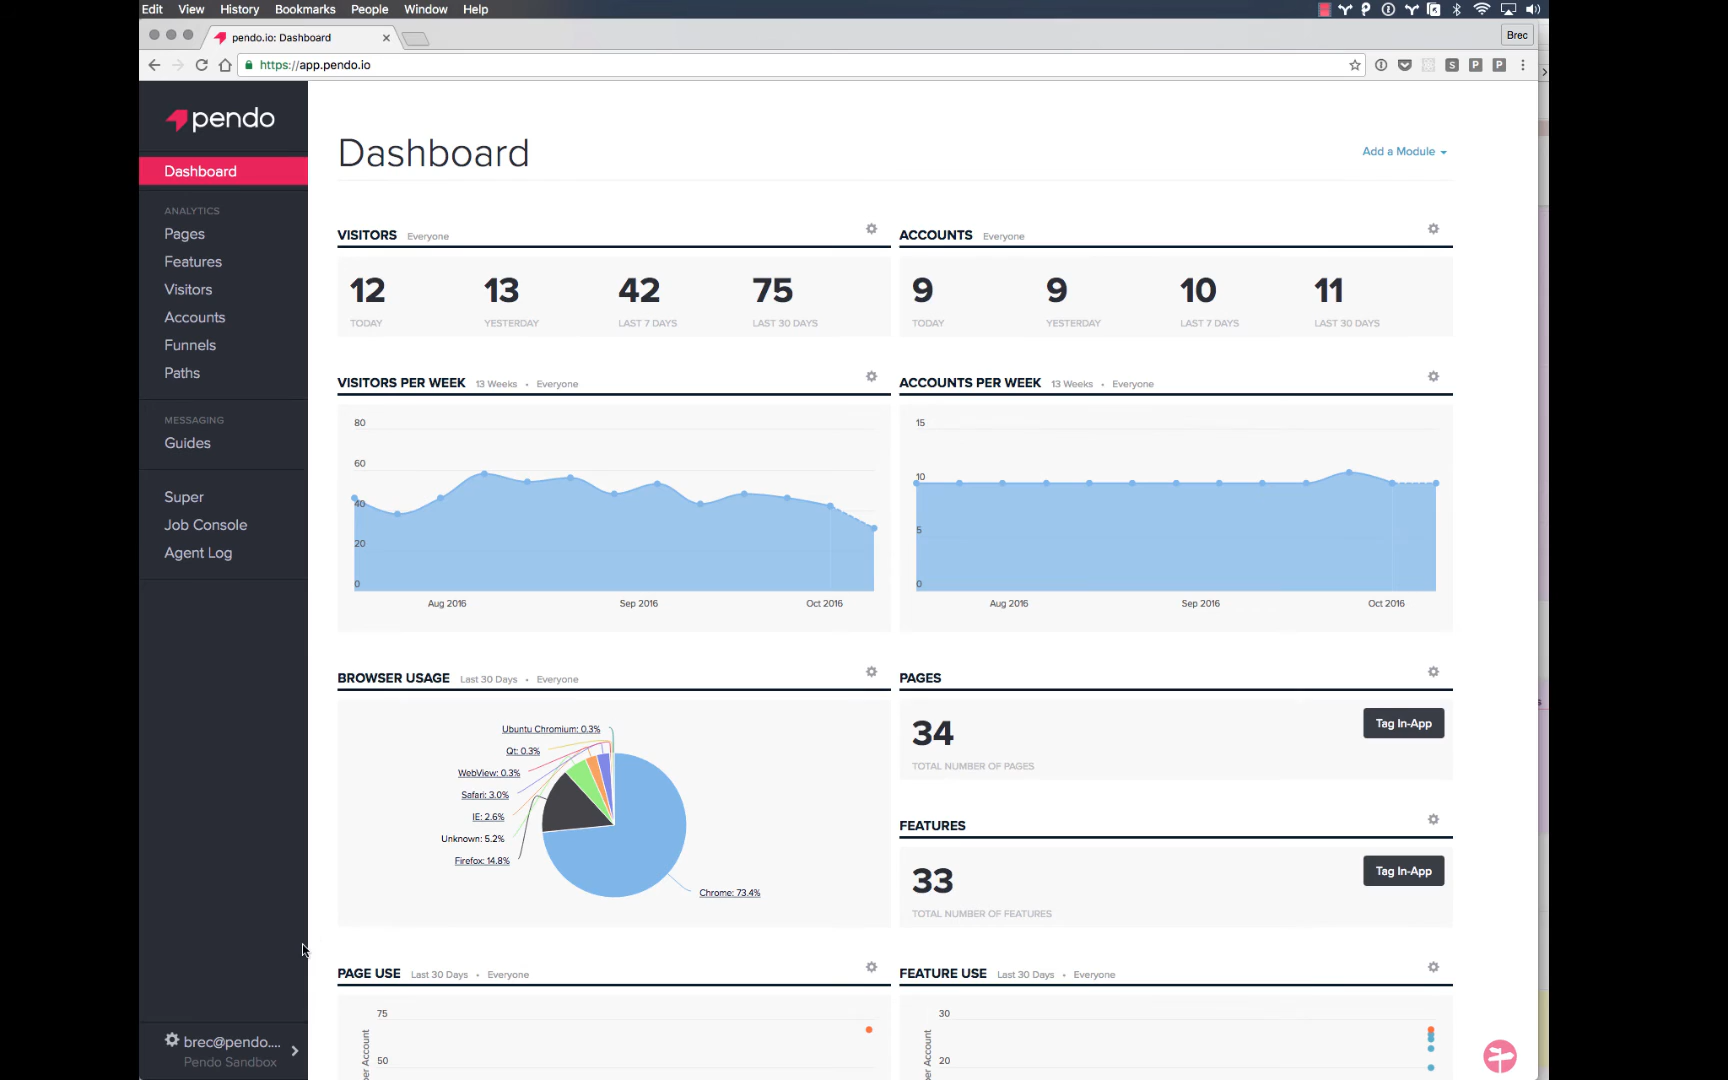 Edit View History Bookmarks People Window Help
pendo.io: Dashboard
Brec
https://app.pendo.io
pendo
Dashboard
ANALYTICS
Pages
Features
Visitors
Accounts
Funnels
Paths
MESSAGING
Guides
Super
Job Console
Agent Log
brec@pendo....
Pendo Sandbox
Dashboard
Add a Module
VISITORS Everyone
12 13 42 75
TODAY YESTERDAY LAST 7 DAYS LAST 30 DAYS
ACCOUNTS Everyone
9 9 10 11
TODAY YESTERDAY LAST 7 DAYS LAST 30 DAYS
VISITORS PER WEEK 13 Weeks • Everyone
80
60
40
20
0
Aug 2016 Sep 2016 Oct 2016
ACCOUNTS PER WEEK 13 Weeks • Everyone
15
10
5
0
Aug 2016 Sep 2016 Oct 2016
BROWSER USAGE Last 30 Days • Everyone
Ubuntu Chromium: 0.3%
Qt: 0.3%
WebView: 0.3%
Safari: 3.0%
IE: 2.6%
Unknown: 5.2%
Firefox: 14.8%
Chrome: 73.4%
PAGES
34
Tag In-App
TOTAL NUMBER OF PAGES
FEATURES
33
Tag In-App
TOTAL NUMBER OF FEATURES
PAGE USE Last 30 Days • Everyone
75
50
per Account
FEATURE USE Last 30 Days • Everyone
30
20
per Account